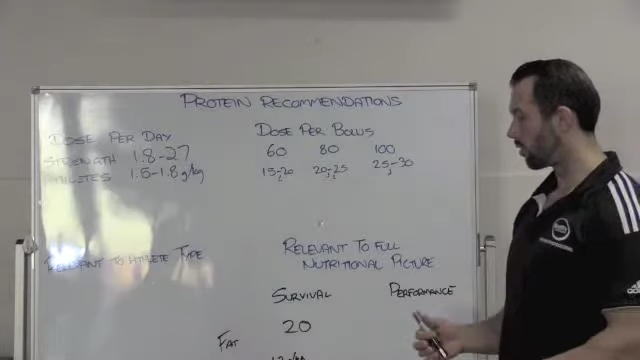 PROTEIN RECOMMENDATIONS
DOSE PER DAY
STRENGTH 1.8-27
ATHLETES 1.5-1.8 g/kg
DOSE PER BOLUS
60 80 100
15-20 20-25 25-30
RELEVANT TO ATHLETE TYPE
RELEVANT TO FULL
NUTRITIONAL PICTURE
SURVIVAL PERFORMANCE
FAT 20